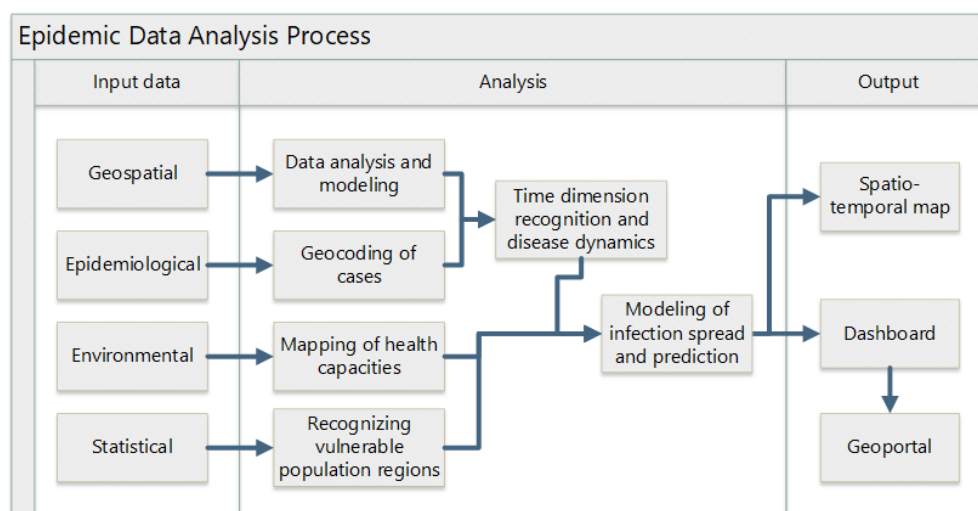 Epidemic Data Analysis Process
Input data
Analysis
Output
Geospatial
Epidemiological
Environmental
Statistical
Data analysis and
modeling
Geocoding of
cases
Mapping of health
capacities
Recognizing
vulnerable
population regions
Time dimension
recognition and
disease dynamics
Modeling of
infection spread
and prediction
Spatio-
temporal map
Dashboard
Geoportal